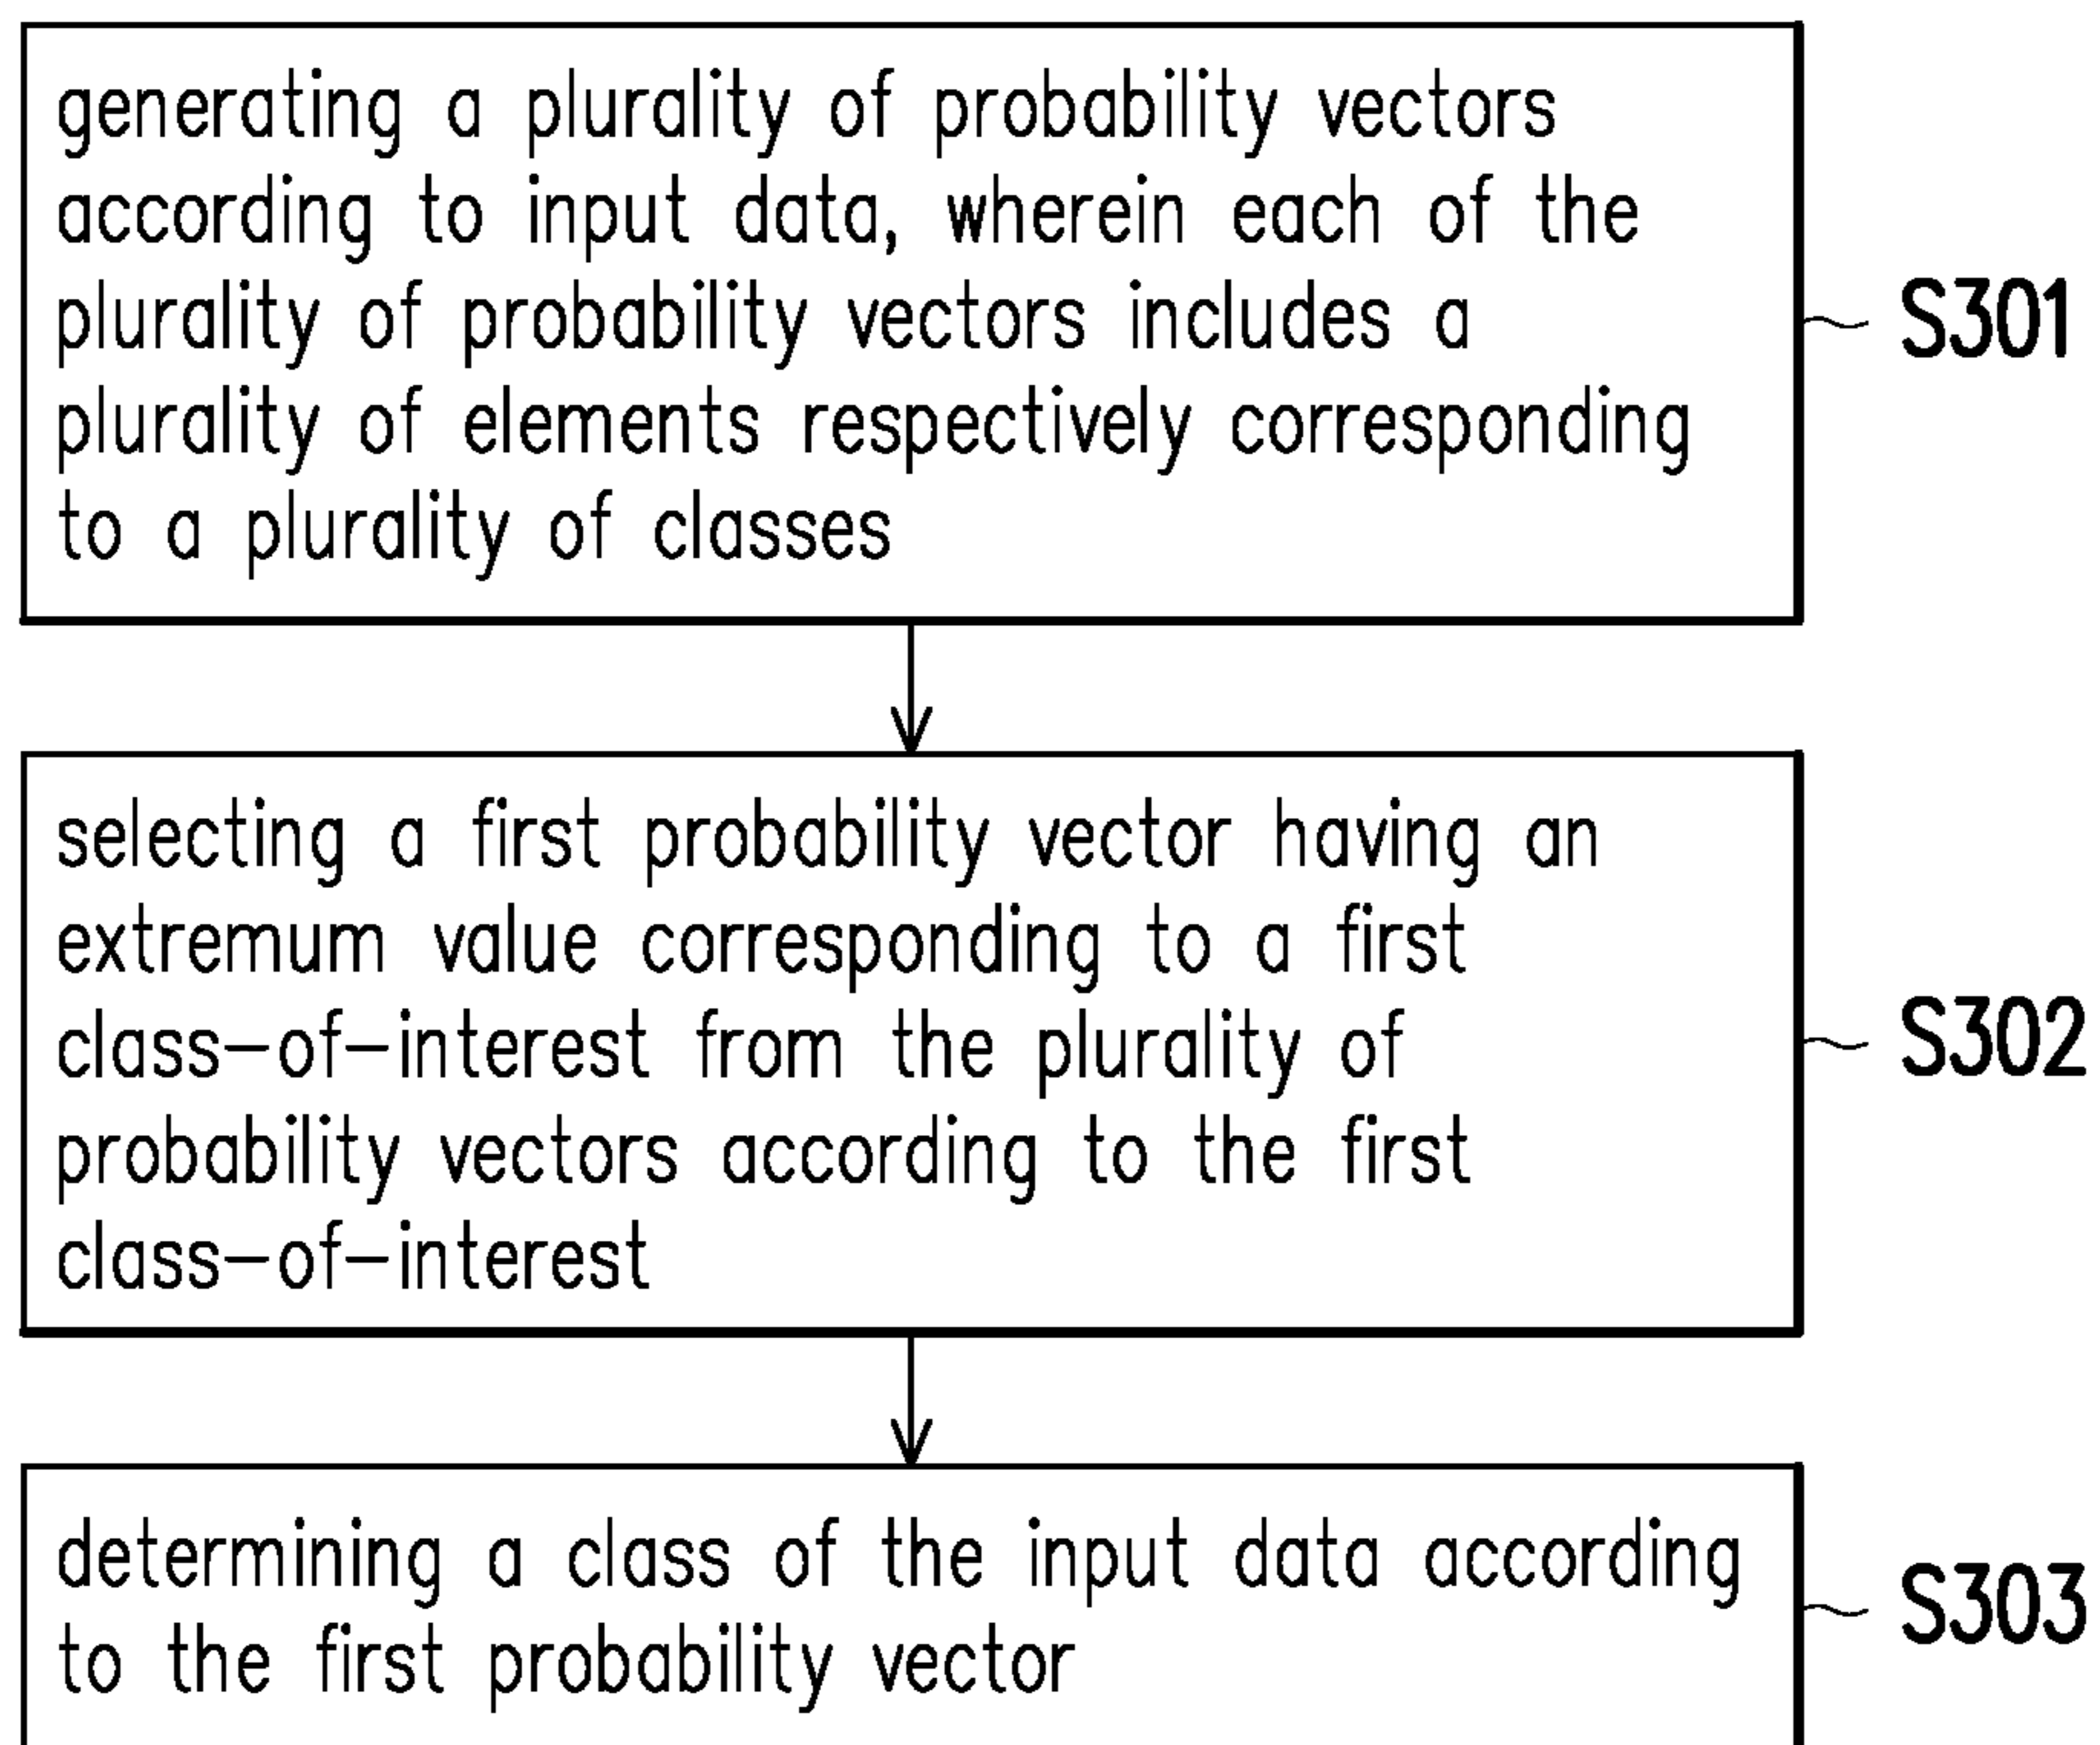 generating a plurality of probability vectors
according to input data, wherein each of the
plurality of probability vectors includes a
plurality of elements respectively corresponding
to a plurality of classes
S301
selecting a first probability vector having an
extremum value corresponding to a first
class-of-interest from the plurality of
probability vectors according to the first
class-of-interest
S302
determining a class of the input data according
to the first probability vector
S303